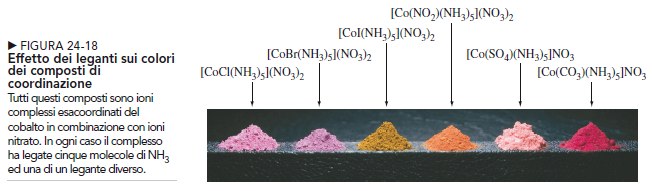 ▶ FIGURA 24-18
Effetto dei leganti sui colori
dei composti di
coordinazione
Tutti questi composti sono ioni
complessi esacoordinati del
cobalto in combinazione con ioni
nitrato. In ogni caso il complesso
ha legate cinque molecole di NH₃
ed una di un legante diverso.
[CoCl(NH₃)₅](NO₃)₂
[CoBr(NH₃)₅](NO₃)₂
[CoI(NH₃)₅](NO₃)₂
[Co(NO₂)(NH₃)₅](NO₃)₂
[Co(SO₄)(NH₃)₅]NO₃
[Co(CO₃)(NH₃)₅]NO₃